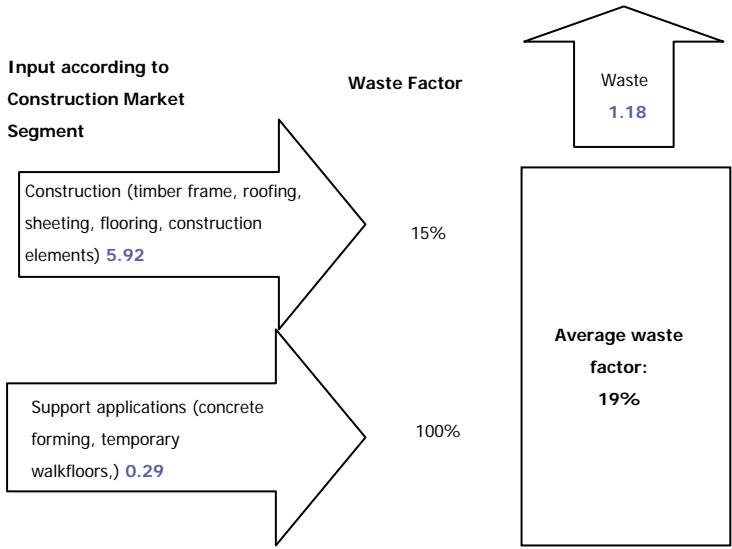 Input according to
Construction Market
Segment
Waste Factor
Waste
1.18
Construction (timber frame, roofing,
sheeting, flooring, construction
elements) 5.92
15%
Average waste
factor:
19%
Support applications (concrete
forming, temporary
walkfloors,) 0.29
100%